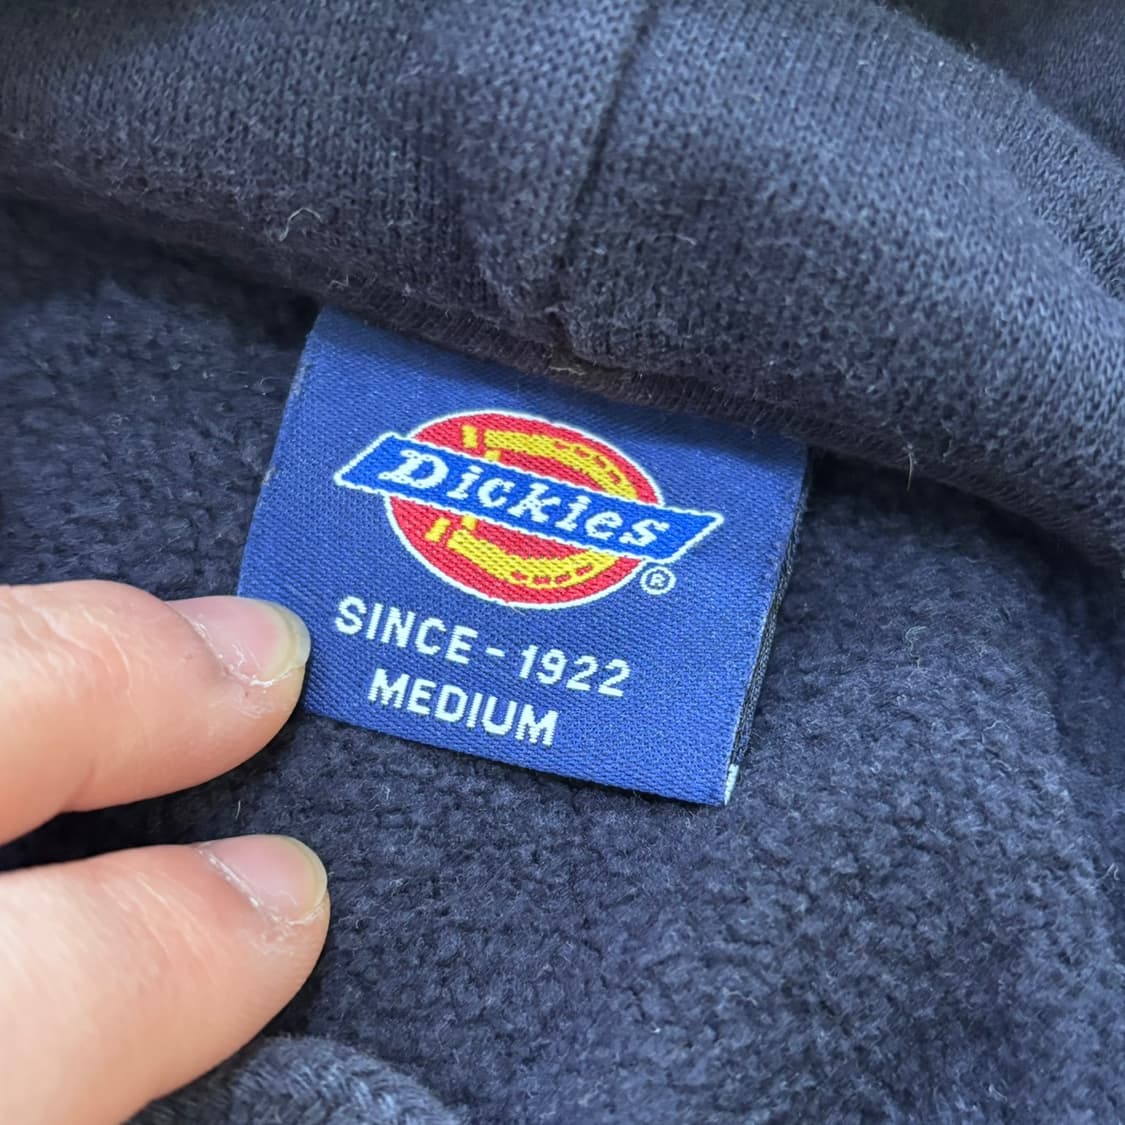 Dickies
®
SINCE - 1922
MEDIUM